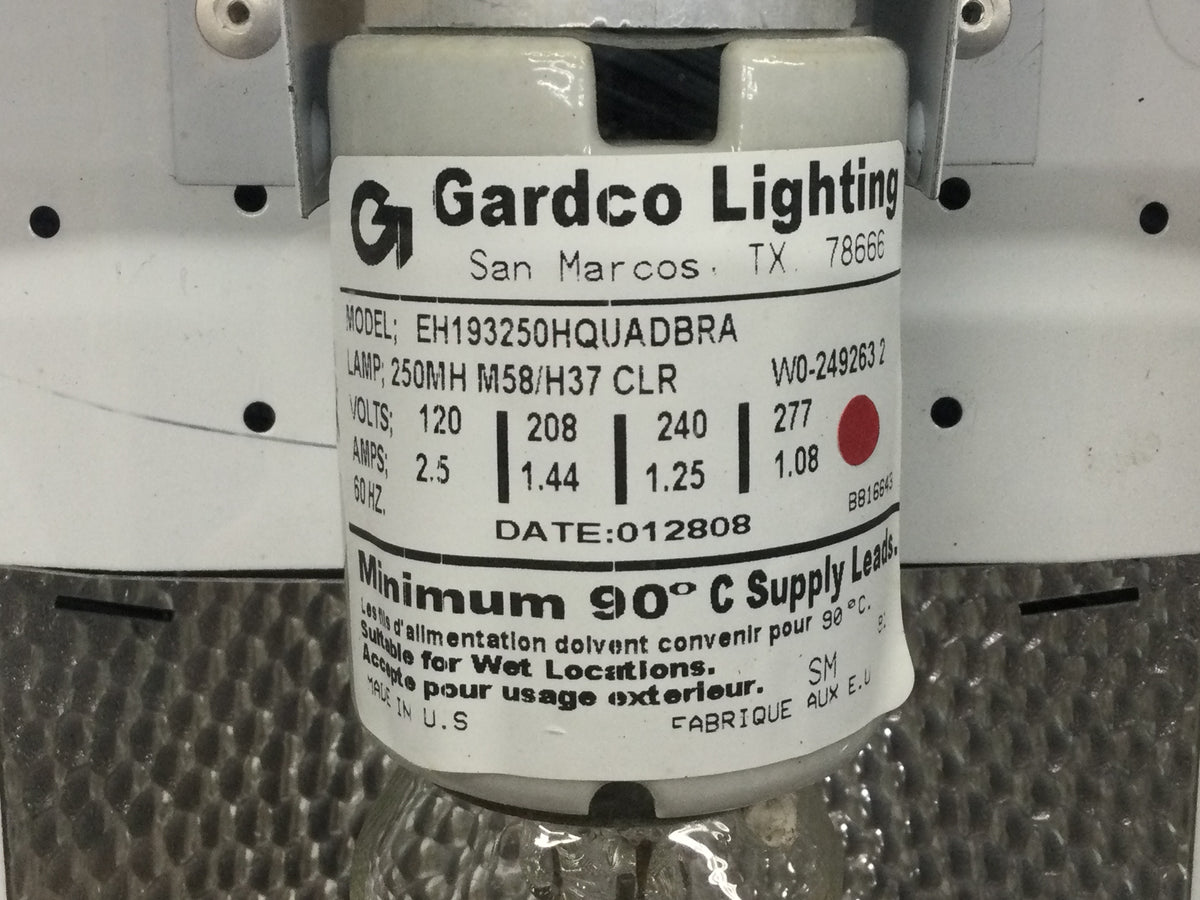 G
Gardco Lighting
San Marcos, TX. 78666
MODEL; EH193250HQUADBRA
LAMP; 250MH M58/H37 CLR W0-249263 2
VOLTS; 120 208 240 277
AMPS; 2.5 1.44 1.25 1.08
60 HZ.
B816643
DATE:012808
Minimum 90° C Supply Leads.
Les fils d'alimentation doivent convenir pour 90 °C.
Suitable for Wet Locations.
Accepte pour usage exterieur. SM
MADE IN U.S FABRIQUE AUX E.U